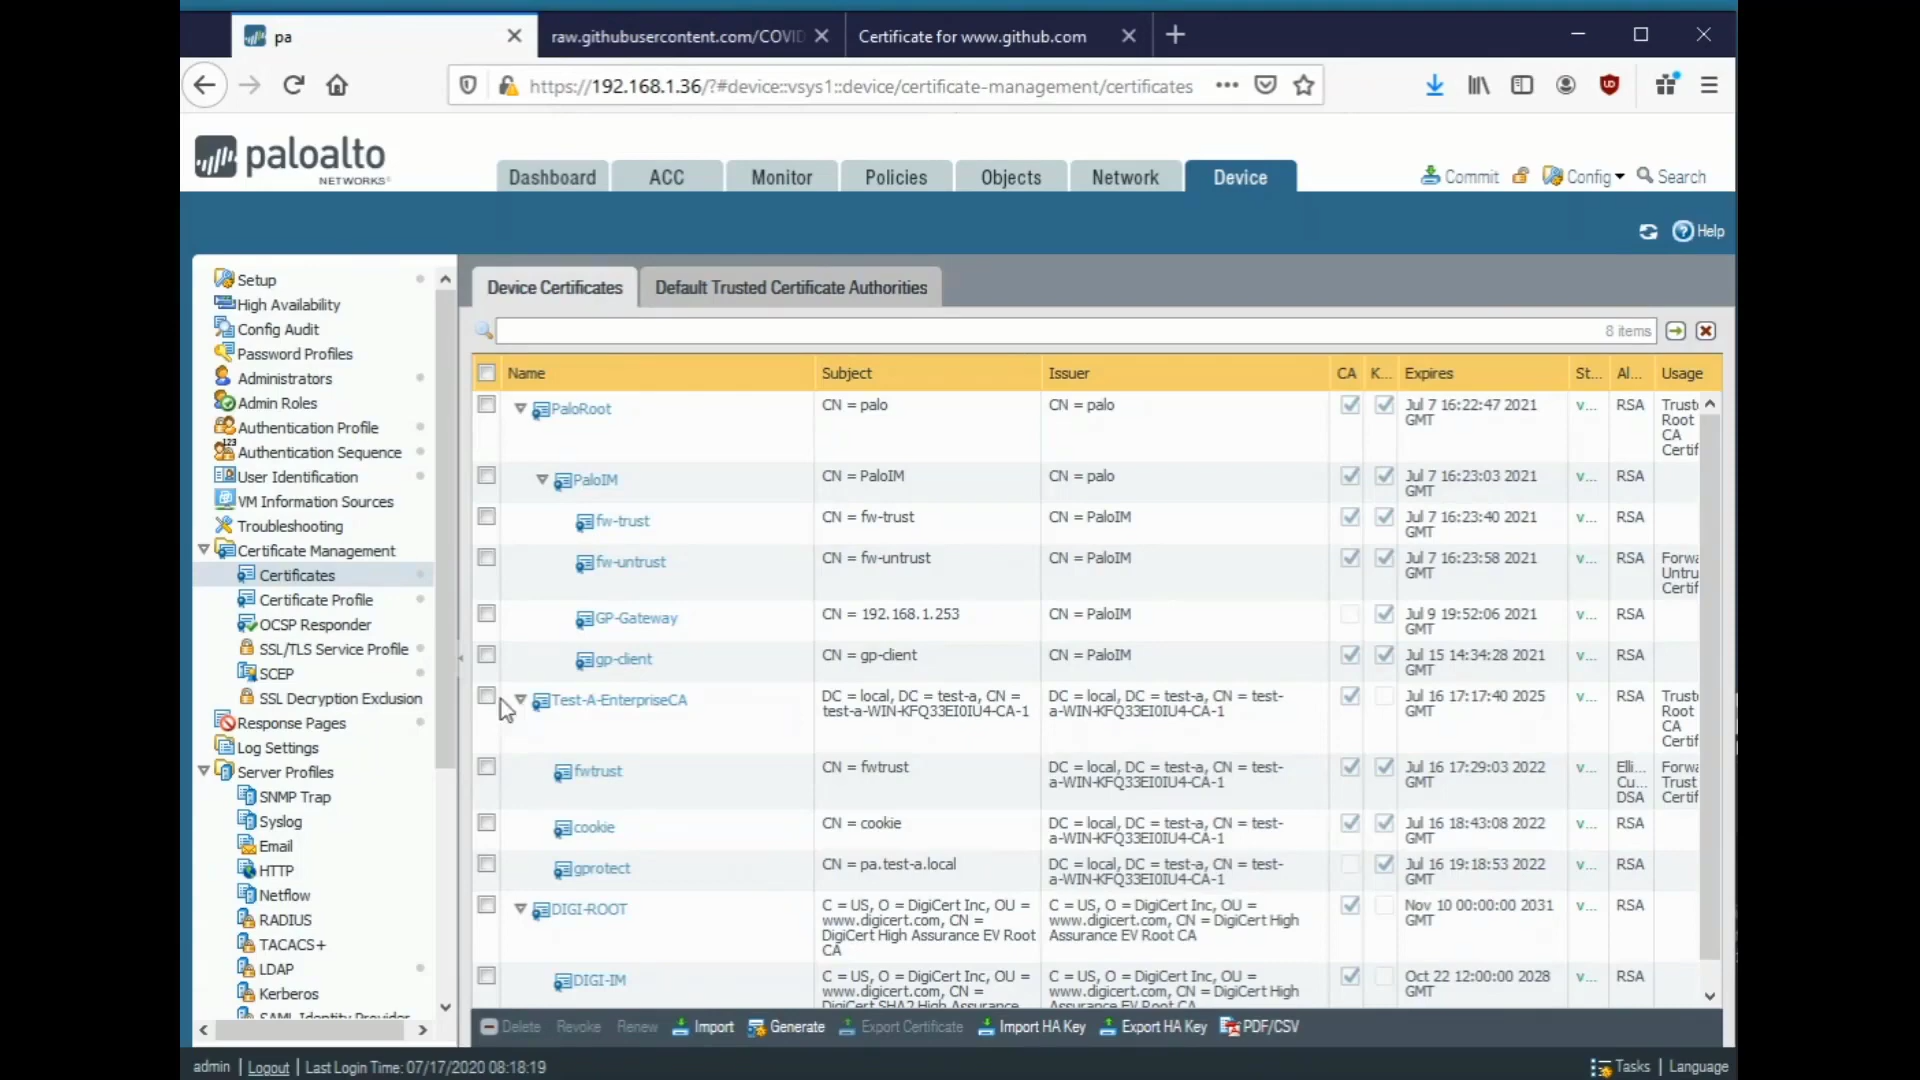 pa
raw.githubusercontent.com/COVID
Certificate for www.github.com
https://192.168.1.36/?#device::vsys1::device/certificate-management/certificates
paloalto
NETWORKS
Dashboard
ACC
Monitor
Policies
Objects
Network
Device
Commit
Config
Search
Help
Setup
High Availability
Config Audit
Password Profiles
Administrators
Admin Roles
Authentication Profile
Authentication Sequence
User Identification
VM Information Sources
Troubleshooting
Certificate Management
Certificates
Certificate Profile
OCSP Responder
SSL/TLS Service Profile
SCEP
SSL Decryption Exclusion
Response Pages
Log Settings
Server Profiles
SNMP Trap
Syslog
Email
HTTP
Netflow
RADIUS
TACACS+
LDAP
Kerberos
SAML Identity Provider
Device Certificates
Default Trusted Certificate Authorities
8 items
Name Subject Issuer CA K... Expires St... Al... Usage
PaloRoot CN = palo CN = palo Jul 7 16:22:47 2021 v... RSA Trust
GMT Root
CA
Certif
PaloIM CN = PaloIM CN = palo Jul 7 16:23:03 2021 v... RSA
GMT
fw-trust CN = fw-trust CN = PaloIM Jul 7 16:23:40 2021 v... RSA
GMT
fw-untrust CN = fw-untrust CN = PaloIM Jul 7 16:23:58 2021 v... RSA Forwa
GMT Untru
Certif
GP-Gateway CN = 192.168.1.253 CN = PaloIM Jul 9 19:52:06 2021 v... RSA
GMT
gp-client CN = gp-client CN = PaloIM Jul 15 14:34:28 2021 v... RSA
GMT
Test-A-EnterpriseCA DC = local, DC = test-a, CN = DC = local, DC = test-a, CN = test- Jul 16 17:17:40 2025 v... RSA Trust
test-a-WIN-KFQ33EI0IU4-CA-1 a-WIN-KFQ33EI0IU4-CA-1 GMT Root
CA
Certif
fwtrust CN = fwtrust DC = local, DC = test-a, CN = test- Jul 16 17:29:03 2022 v... Elli... Forwa
a-WIN-KFQ33EI0IU4-CA-1 GMT Cu... Trust
DSA Certif
cookie CN = cookie DC = local, DC = test-a, CN = test- Jul 16 18:43:08 2022 v... RSA
a-WIN-KFQ33EI0IU4-CA-1 GMT
gprotect CN = pa.test-a.local DC = local, DC = test-a, CN = test- Jul 16 19:18:53 2022 v... RSA
a-WIN-KFQ33EI0IU4-CA-1 GMT
DIGI-ROOT C = US, O = DigiCert Inc, OU = C = US, O = DigiCert Inc, OU = Nov 10 00:00:00 2031 v... RSA
www.digicert.com, CN = www.digicert.com, CN = DigiCert High GMT
DigiCert High Assurance EV Root Assurance EV Root CA
CA
DIGI-IM C = US, O = DigiCert Inc, OU = C = US, O = DigiCert Inc, OU = Oct 22 12:00:00 2028 v... RSA
www.digicert.com, CN = www.digicert.com, CN = DigiCert High GMT
DigiCert SHA2 High Assurance Assurance EV Root CA
Delete Revoke Renew Import Generate Export Certificate Import HA Key Export HA Key PDF/CSV
admin | Logout | Last Login Time: 07/17/2020 08:18:19
Tasks | Language